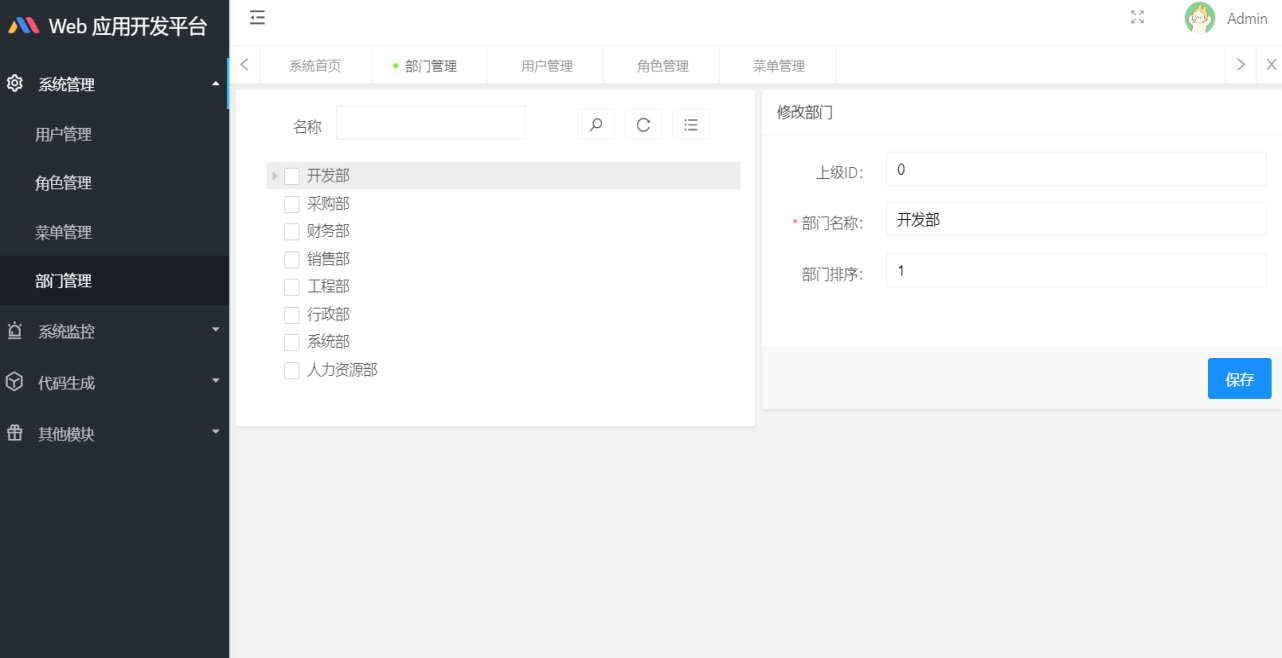 Web 应用开发平台
系统管理
用户管理
角色管理
菜单管理
部门管理
系统监控
代码生成
其他模块
Admin
系统首页
部门管理
用户管理
角色管理
菜单管理
名称
开发部
采购部
财务部
销售部
工程部
行政部
系统部
人力资源部
修改部门
上级ID: 0
* 部门名称: 开发部
部门排序: 1
保存